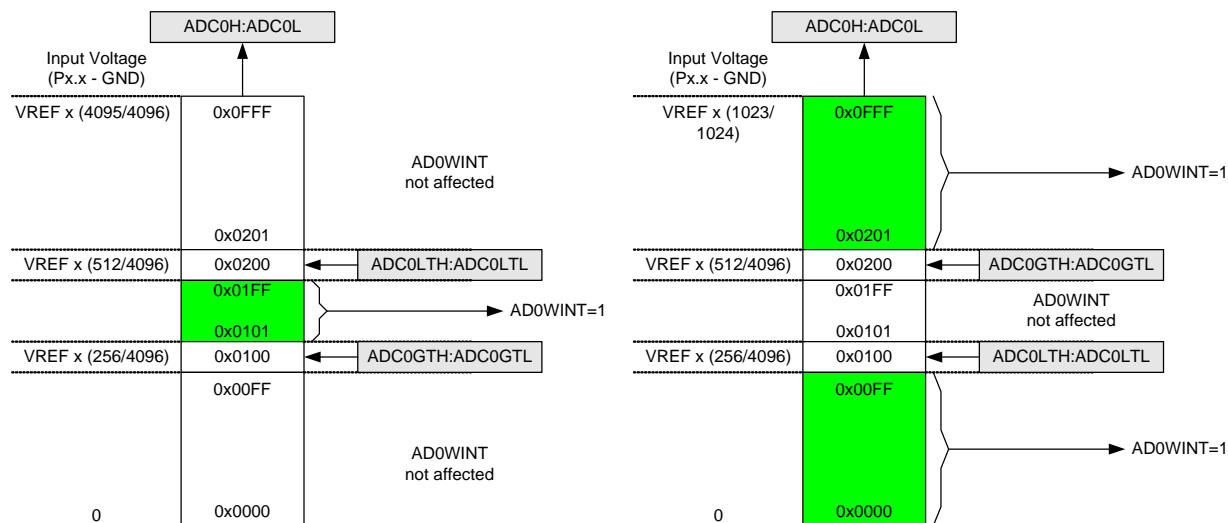 ADC0H:ADC0L
Input Voltage
(Px.x - GND)
VREF x (4095/4096)
0x0FFF
AD0WINT
not affected
0x0201
VREF x (512/4096)
0x0200
ADC0LTH:ADC0LTL
0x01FF
AD0WINT=1
0x0101
VREF x (256/4096)
0x0100
ADC0GTH:ADC0GTL
0x00FF
AD0WINT
not affected
0
0x0000
ADC0H:ADC0L
Input Voltage
(Px.x - GND)
VREF x (1023/
1024)
0x0FFF
AD0WINT=1
0x0201
VREF x (512/4096)
0x0200
ADC0GTH:ADC0GTL
0x01FF
AD0WINT
not affected
0x0101
VREF x (256/4096)
0x0100
ADC0LTH:ADC0LTL
0x00FF
AD0WINT=1
0
0x0000